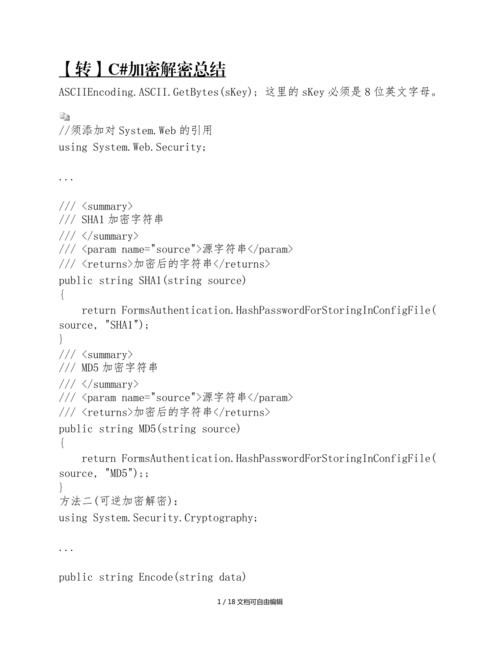 【转】C#加密解密总结
ASCIIEncoding.ASCII.GetBytes(sKey); 这里的 sKey 必须是 8 位英文字母。
//须添加对 System.Web 的引用
using System.Web.Security;
...
/// <summary>
/// SHA1 加密字符串
/// </summary>
/// <param name="source">源字符串</param>
/// <returns>加密后的字符串</returns>
public string SHA1(string source)
{
    return FormsAuthentication.HashPasswordForStoringInConfigFile(
source, "SHA1");
}
/// <summary>
/// MD5 加密字符串
/// </summary>
/// <param name="source">源字符串</param>
/// <returns>加密后的字符串</returns>
public string MD5(string source)
{
    return FormsAuthentication.HashPasswordForStoringInConfigFile(
source, "MD5");;
}
方法二(可逆加密解密):
using System.Security.Cryptography;
...
public string Encode(string data)
1 / 18 文档可自由编辑